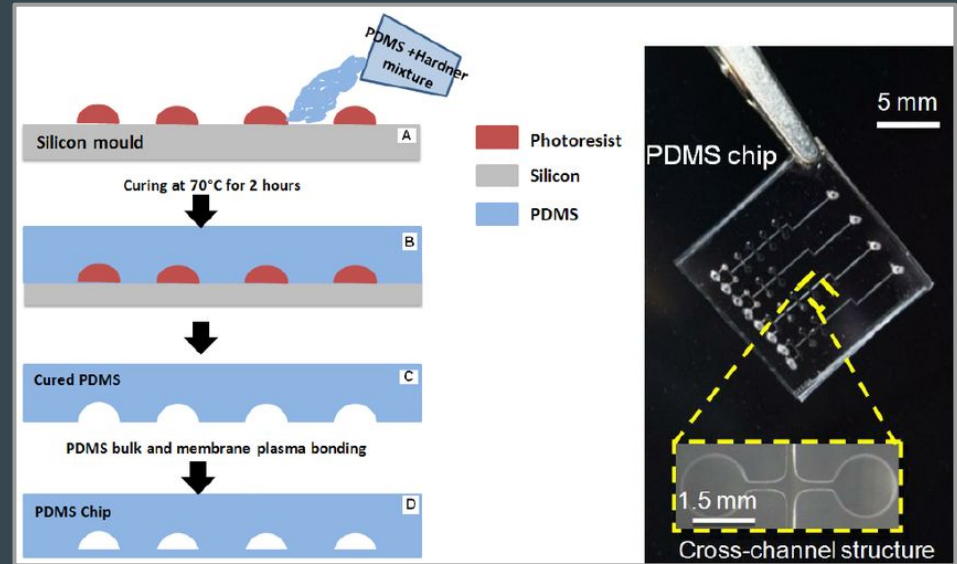 PDMS +Hardner
mixture
Silicon mould
A
Curing at 70°C for 2 hours
B
Cured PDMS
C
PDMS bulk and membrane plasma bonding
PDMS Chip
D
Photoresist
Silicon
PDMS
5 mm
PDMS chip
1.5 mm
Cross-channel structure